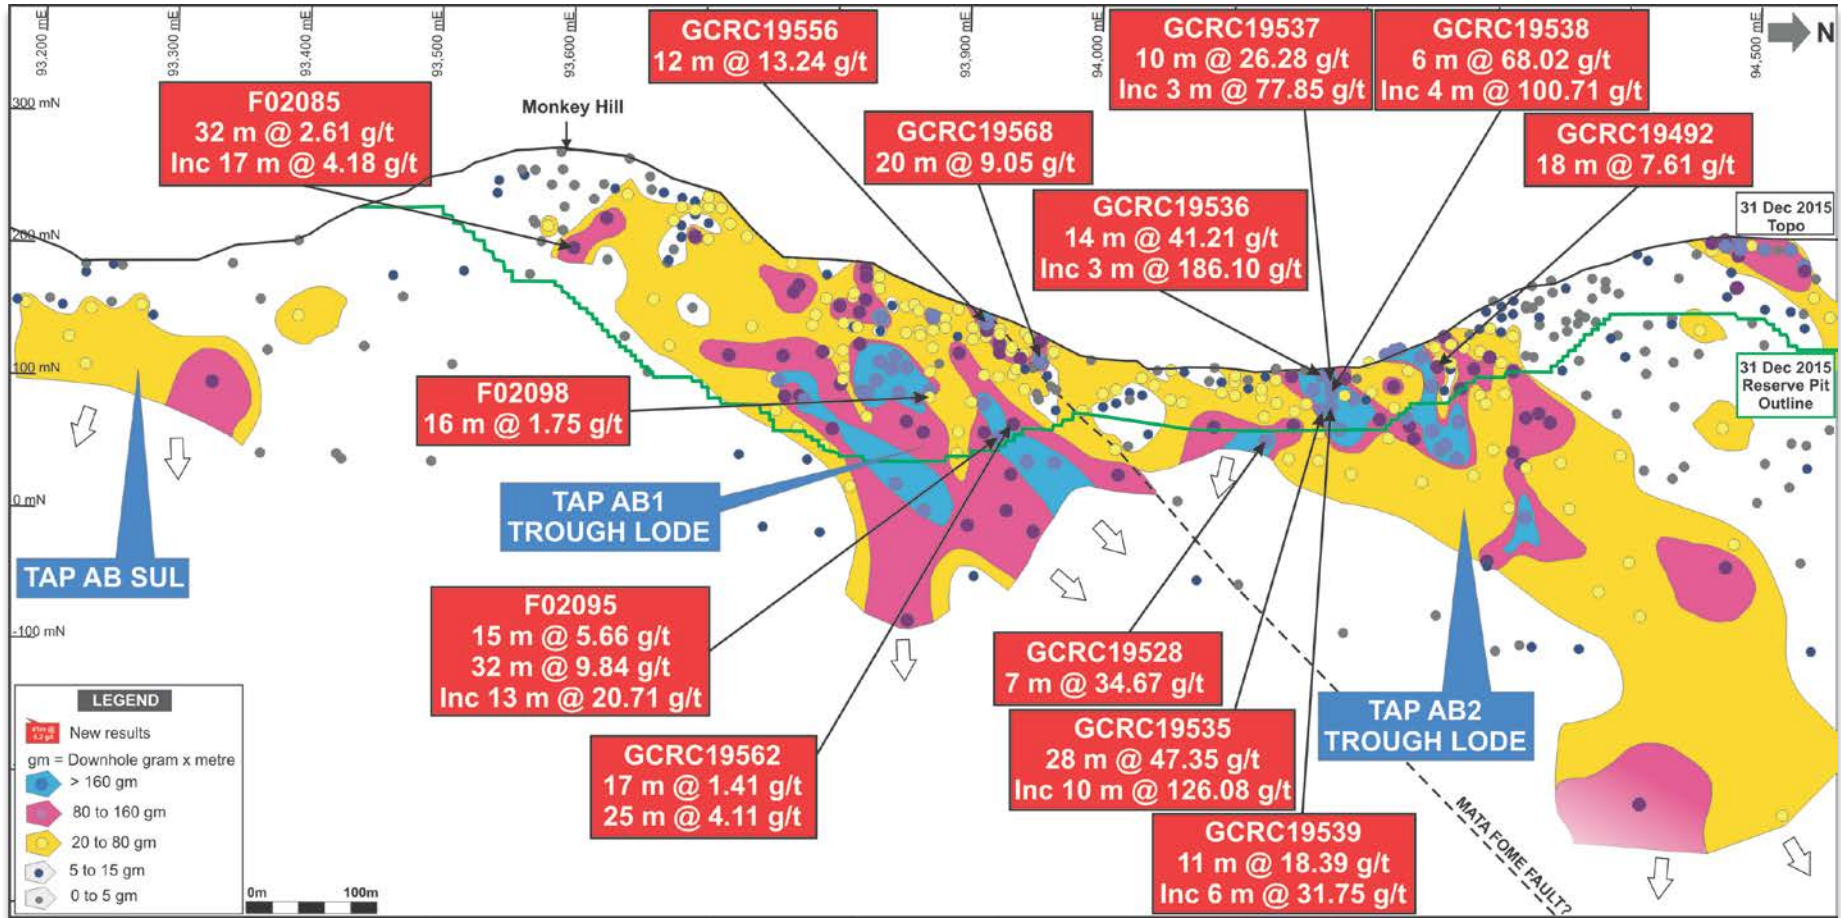 93,200 mE
93,300 mE
93,400 mE
93,500 mE
93,600 mE
93,900 mE
94,000 mE
94,500 mE
N
300 mN
200 mN
100 mN
0 mN
-100 mN
GCRC19556
12 m @ 13.24 g/t
GCRC19537
10 m @ 26.28 g/t
Inc 3 m @ 77.85 g/t
GCRC19538
6 m @ 68.02 g/t
Inc 4 m @ 100.71 g/t
F02085
32 m @ 2.61 g/t
Inc 17 m @ 4.18 g/t
Monkey Hill
GCRC19568
20 m @ 9.05 g/t
GCRC19492
18 m @ 7.61 g/t
GCRC19536
14 m @ 41.21 g/t
Inc 3 m @ 186.10 g/t
31 Dec 2015
Topo
31 Dec 2015
Reserve Pit
Outline
F02098
16 m @ 1.75 g/t
TAP AB1
TROUGH LODE
TAP AB SUL
F02095
15 m @ 5.66 g/t
32 m @ 9.84 g/t
Inc 13 m @ 20.71 g/t
GCRC19528
7 m @ 34.67 g/t
TAP AB2
TROUGH LODE
GCRC19535
28 m @ 47.35 g/t
Inc 10 m @ 126.08 g/t
GCRC19562
17 m @ 1.41 g/t
25 m @ 4.11 g/t
GCRC19539
11 m @ 18.39 g/t
Inc 6 m @ 31.75 g/t
MATA FOME FAULT?
LEGEND
New results
gm = Downhole gram x metre
> 160 gm
80 to 160 gm
20 to 80 gm
5 to 15 gm
0 to 5 gm
0m 100m